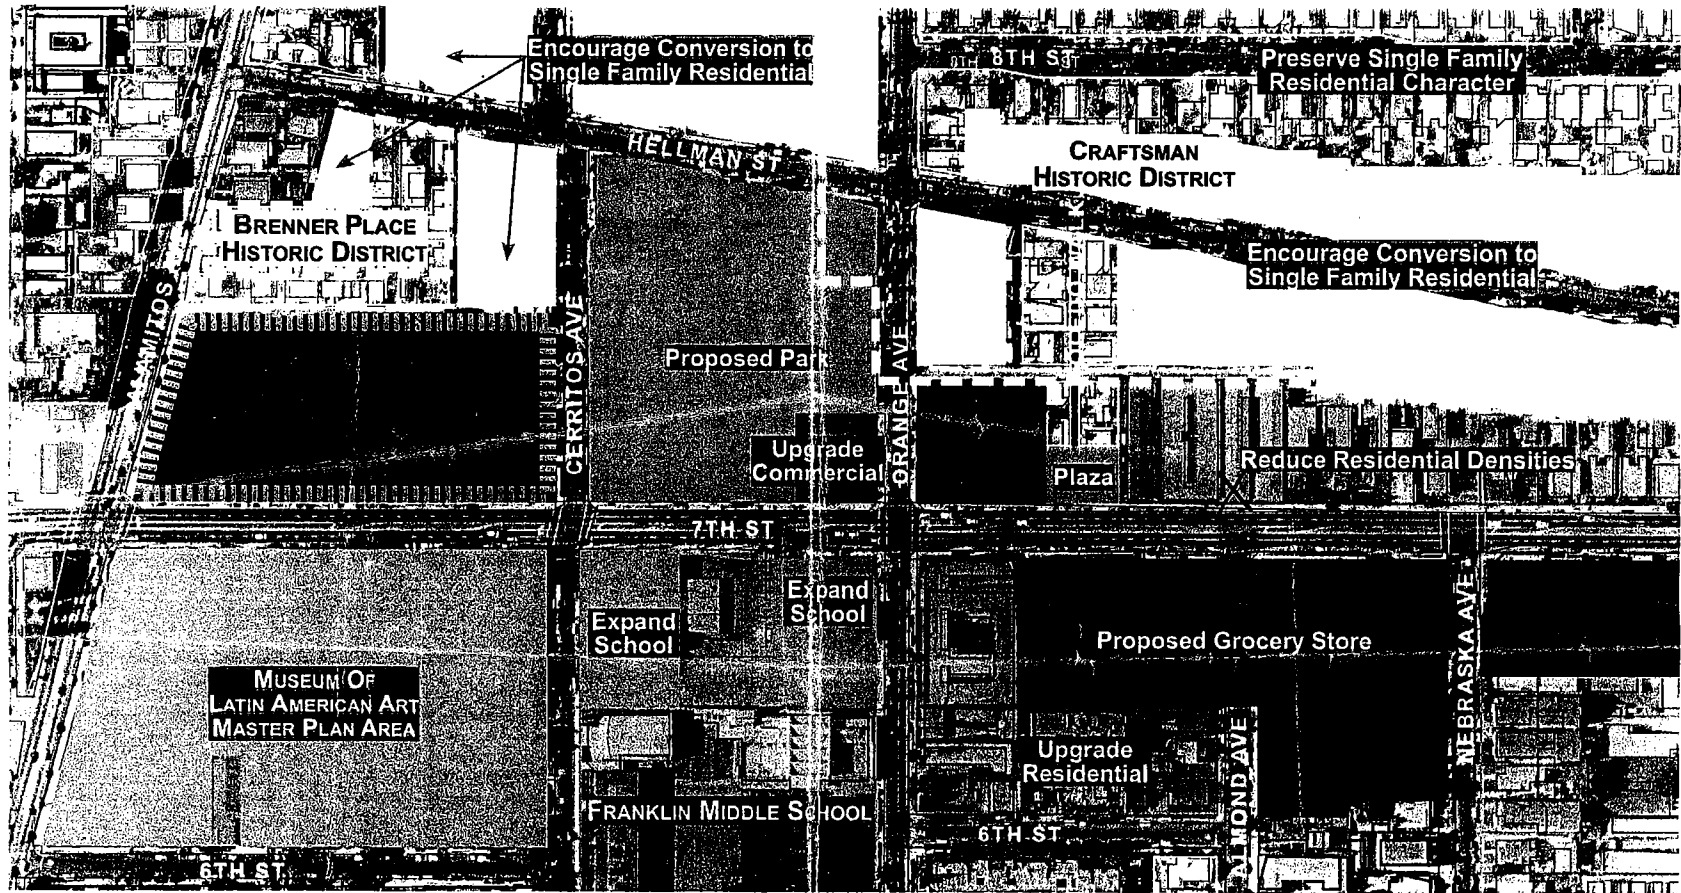 Encourage Conversion to
Single Family Residential
8TH ST
Preserve Single Family
Residential Character
HELLMAN ST
CRAFTSMAN
HISTORIC DISTRICT
BRENNER PLACE
HISTORIC DISTRICT
Encourage Conversion to
Single Family Residential
ALAMITOS
CERRITOS AVE
Proposed Park
ORANGE AVE
Upgrade
Commercial
Plaza
Reduce Residential Densities
7TH ST
Expand
School
Expand
School
Proposed Grocery Store
NEBRASKA AVE
MUSEUM OF
LATIN AMERICAN ART
MASTER PLAN AREA
Upgrade
Residential
ALMOND AVE
FRANKLIN MIDDLE SCHOOL
6TH ST
6TH ST